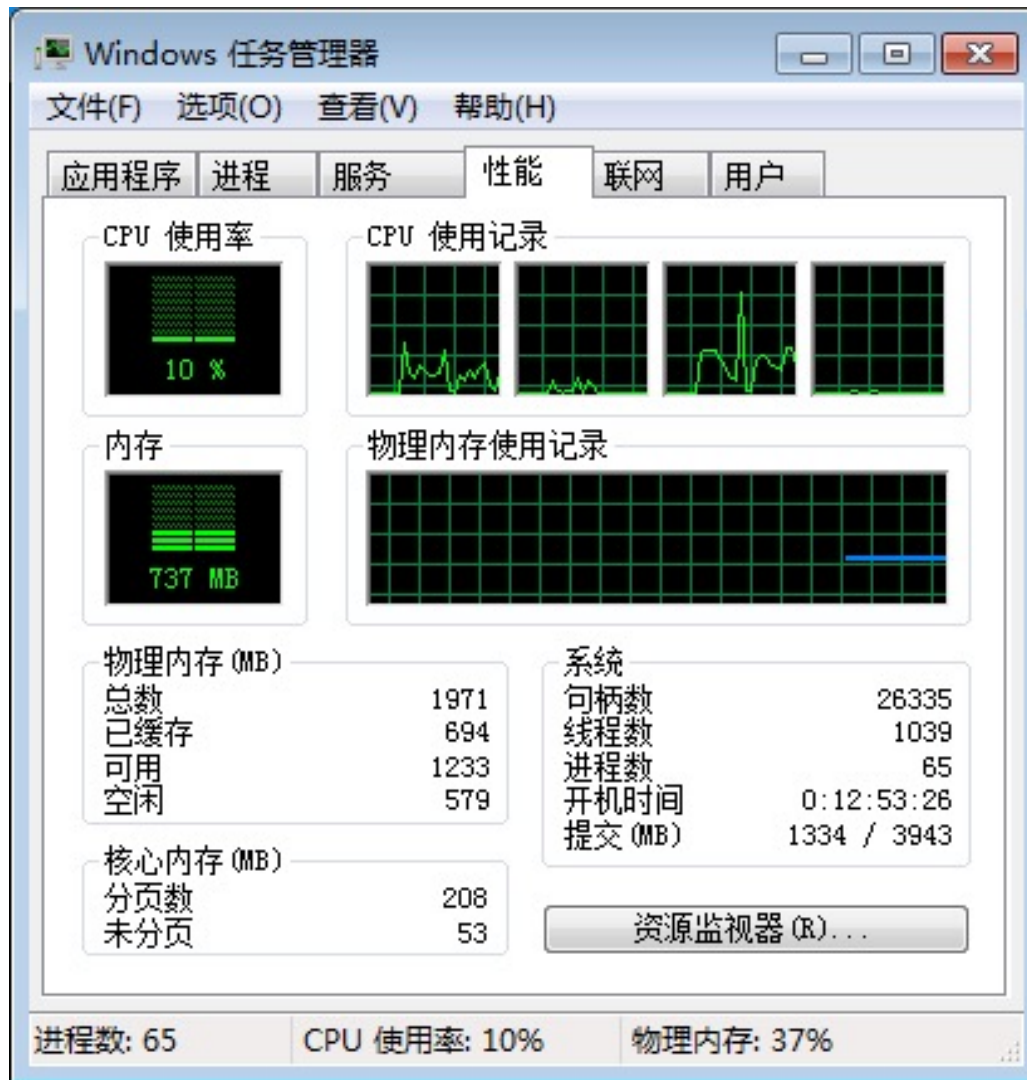 Windows 任务管理器
文件(F) 选项(O) 查看(V) 帮助(H)
应用程序 进程 服务 性能 联网 用户
CPU 使用率 CPU 使用记录
10 %
内存 物理内存使用记录
737 MB
物理内存(MB)
总数 1971
已缓存 694
可用 1233
空闲 579
系统
句柄数 26335
线程数 1039
进程数 65
开机时间 0:12:53:26
提交(MB) 1334 / 3943
核心内存(MB)
分页数 208
未分页 53
资源监视器(R)...
进程数: 65 CPU 使用率: 10% 物理内存: 37%